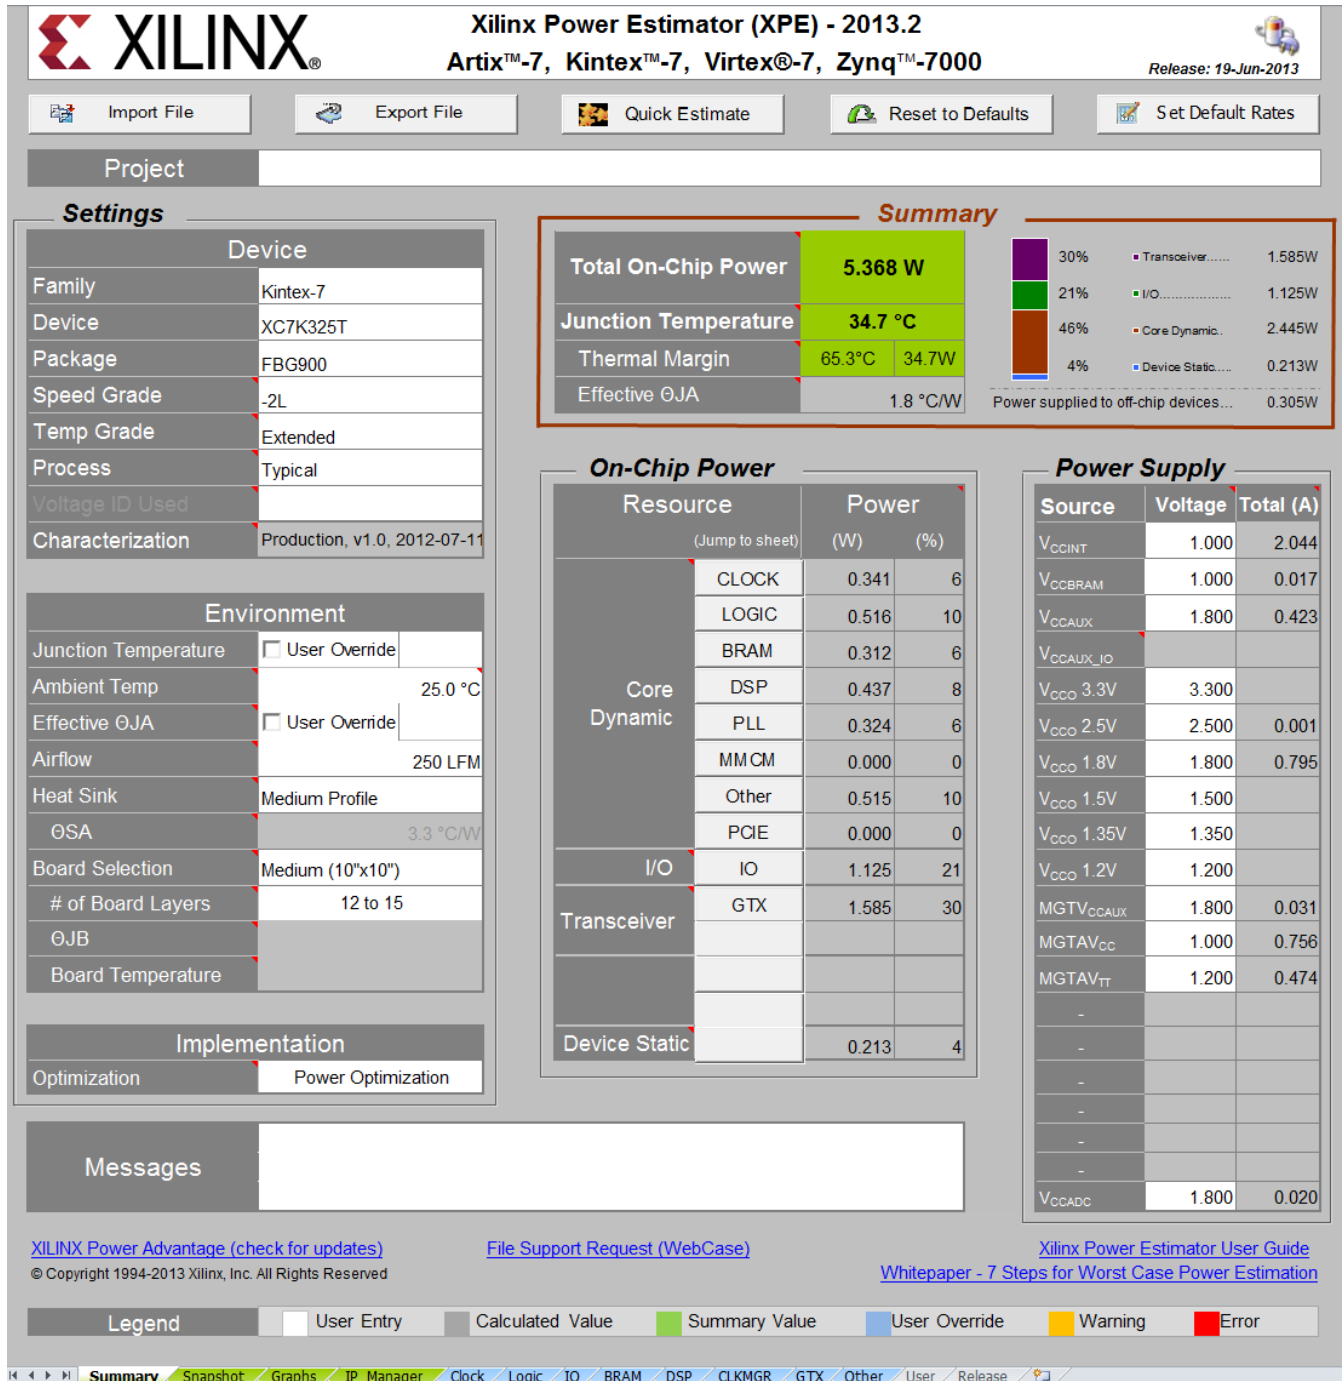 XILINX®
Xilinx Power Estimator (XPE) - 2013.2
Artix™-7, Kintex™-7, Virtex®-7, Zynq™-7000
Release: 19-Jun-2013
Import File
Export File
Quick Estimate
Reset to Defaults
Set Default Rates
Project
Settings
Device
Family Kintex-7
Device XC7K325T
Package FBG900
Speed Grade -2L
Temp Grade Extended
Process Typical
Voltage ID Used
Characterization Production, v1.0, 2012-07-11
Environment
Junction Temperature User Override
Ambient Temp 25.0 °C
Effective ΘJA User Override
Airflow 250 LFM
Heat Sink Medium Profile
ΘSA 3.3 °C/W
Board Selection Medium (10"x10")
# of Board Layers 12 to 15
ΘJB
Board Temperature
Implementation
Optimization Power Optimization
Summary
Total On-Chip Power 5.368 W
Junction Temperature 34.7 °C
Thermal Margin 65.3°C 34.7W
Effective ΘJA 1.8 °C/W
30% Transceiver...... 1.585W
21% I/O.................. 1.125W
46% Core Dynamic.. 2.445W
4% Device Static..... 0.213W
Power supplied to off-chip devices... 0.305W
On-Chip Power
Resource Power
(Jump to sheet) (W) (%)
Core Dynamic
CLOCK 0.341 6
LOGIC 0.516 10
BRAM 0.312 6
DSP 0.437 8
PLL 0.324 6
MMCM 0.000 0
Other 0.515 10
PCIE 0.000 0
I/O IO 1.125 21
Transceiver GTX 1.585 30
Device Static 0.213 4
Power Supply
Source Voltage Total (A)
VCCINT 1.000 2.044
VCCBRAM 1.000 0.017
VCCAUX 1.800 0.423
VCCAUX_IO
VCCO 3.3V 3.300
VCCO 2.5V 2.500 0.001
VCCO 1.8V 1.800 0.795
VCCO 1.5V 1.500
VCCO 1.35V 1.350
VCCO 1.2V 1.200
MGTVCCAUX 1.800 0.031
MGTAVCC 1.000 0.756
MGTAVTT 1.200 0.474
-
-
-
-
-
-
VCCADC 1.800 0.020
Messages
XILINX Power Advantage (check for updates)
File Support Request (WebCase)
Xilinx Power Estimator User Guide
© Copyright 1994-2013 Xilinx, Inc. All Rights Reserved
Whitepaper - 7 Steps for Worst Case Power Estimation
Legend User Entry Calculated Value Summary Value User Override Warning Error
Summary Snapshot Graphs IP_Manager Clock Logic IO BRAM DSP CLKMGR GTX Other User Release